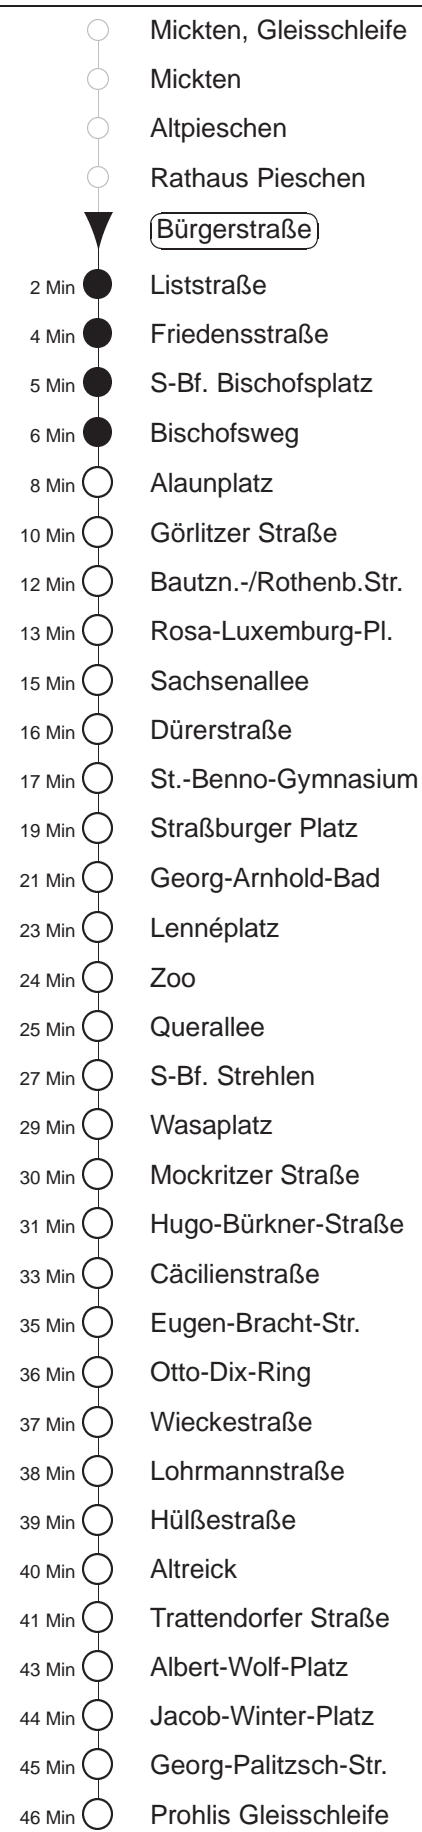 Mickten, Gleisschleife
Mickten
Altpieschen
Rathaus Pieschen
Bürgerstraße
2 Min Liststraße
4 Min Friedensstraße
5 Min S-Bf. Bischofsplatz
6 Min Bischofsweg
8 Min Alaunplatz
10 Min Görlitzer Straße
12 Min Bautzn.-/Rothenb.Str.
13 Min Rosa-Luxemburg-Pl.
15 Min Sachsenallee
16 Min Dürerstraße
17 Min St.-Benno-Gymnasium
19 Min Straßburger Platz
21 Min Georg-Arnhold-Bad
23 Min Lennéplatz
24 Min Zoo
25 Min Querallee
27 Min S-Bf. Strehlen
29 Min Wasaplatz
30 Min Mockritzer Straße
31 Min Hugo-Bürkner-Straße
33 Min Cäcilienstraße
35 Min Eugen-Bracht-Str.
36 Min Otto-Dix-Ring
37 Min Wieckestraße
38 Min Lohrmannstraße
39 Min Hülßestraße
40 Min Altreick
41 Min Trattendorfer Straße
43 Min Albert-Wolf-Platz
44 Min Jacob-Winter-Platz
45 Min Georg-Palitzsch-Str.
46 Min Prohlis Gleisschleife